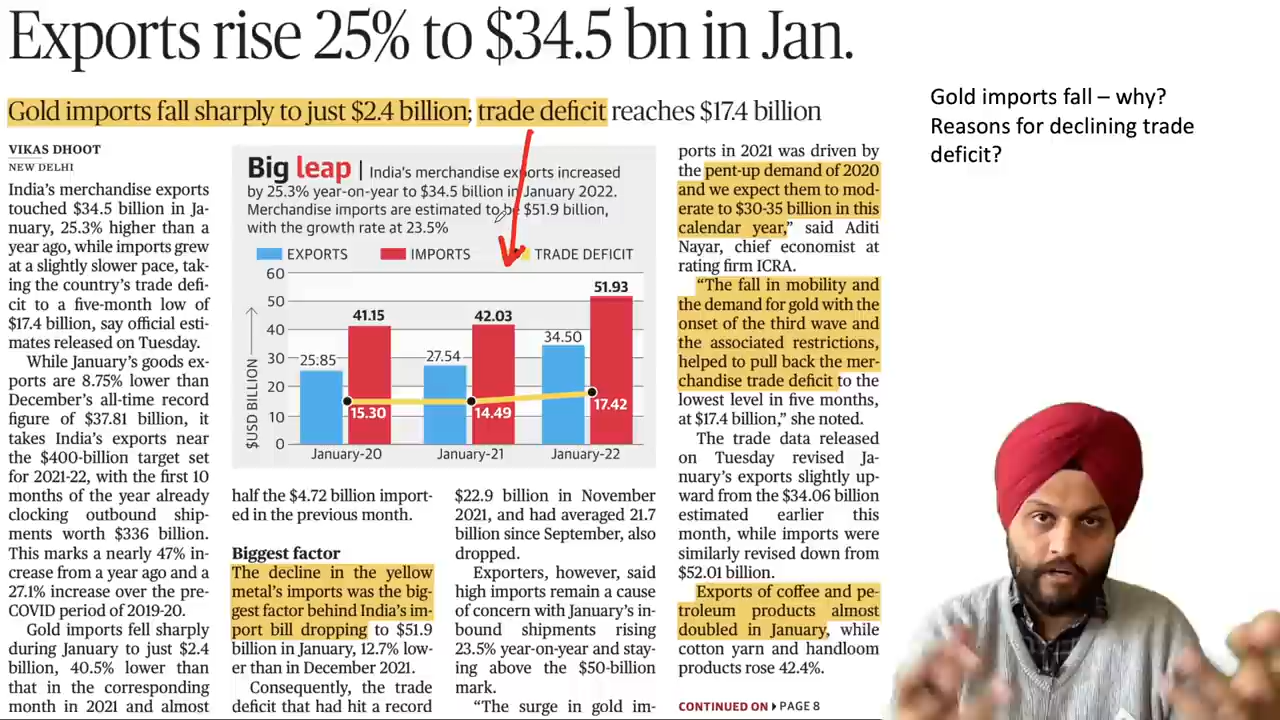 Exports rise 25% to $34.5 bn in Jan.
Gold imports fall sharply to just $2.4 billion; trade deficit reaches $17.4 billion
VIKAS DHOOT
NEW DELHI
India's merchandise exports
touched $34.5 billion in Ja-
nuary, 25.3% higher than a
year ago, while imports grew
at a slightly slower pace, tak-
ing the country's trade defi-
cit to a five-month low of
$17.4 billion, say official esti-
mates released on Tuesday.
While January's goods ex-
ports are 8.75% lower than
December's all-time record
figure of $37.81 billion, it
takes India's exports near
the $400-billion target set
for 2021-22, with the first 10
months of the year already
clocking outbound ship-
ments worth $336 billion.
This marks a nearly 47% in-
crease from a year ago and a
27.1% increase over the pre-
COVID period of 2019-20.
Gold imports fell sharply
during January to just $2.4
billion, 40.5% lower than
that in the corresponding
month in 2021 and almost
Big leap | India's merchandise exports increased
by 25.3% year-on-year to $34.5 billion in January 2022.
Merchandise imports are estimated to be $51.9 billion,
with the growth rate at 23.5%
EXPORTS IMPORTS TRADE DEFICIT
$USD BILLION
60
50
40
30
20
10
0
25.85
41.15
15.30
27.54
42.03
14.49
34.50
51.93
17.42
January-20 January-21 January-22
half the $4.72 billion import-
ed in the previous month.
Biggest factor
The decline in the yellow
metal's imports was the big-
gest factor behind India's im-
port bill dropping to $51.9
billion in January, 12.7% low-
er than in December 2021.
Consequently, the trade
deficit that had hit a record
$22.9 billion in November
2021, and had averaged 21.7
billion since September, also
dropped.
Exporters, however, said
high imports remain a cause
of concern with January's in-
bound shipments rising
23.5% year-on-year and stay-
ing above the $50-billion
mark.
"The surge in gold im-
ports in 2021 was driven by
the pent-up demand of 2020
and we expect them to mod-
erate to $30-35 billion in this
calendar year," said Aditi
Nayar, chief economist at
rating firm ICRA.
"The fall in mobility and
the demand for gold with the
onset of the third wave and
the associated restrictions,
helped to pull back the mer-
chandise trade deficit to the
lowest level in five months,
at $17.4 billion," she noted.
The trade data released
on Tuesday revised Ja-
nuary's exports slightly up-
ward from the $34.06 billion
estimated earlier this
month, while imports were
similarly revised down from
$52.01 billion.
Exports of coffee and pe-
troleum products almost
doubled in January, while
cotton yarn and handloom
products rose 42.4%.
CONTINUED ON PAGE 8
Gold imports fall – why?
Reasons for declining trade
deficit?